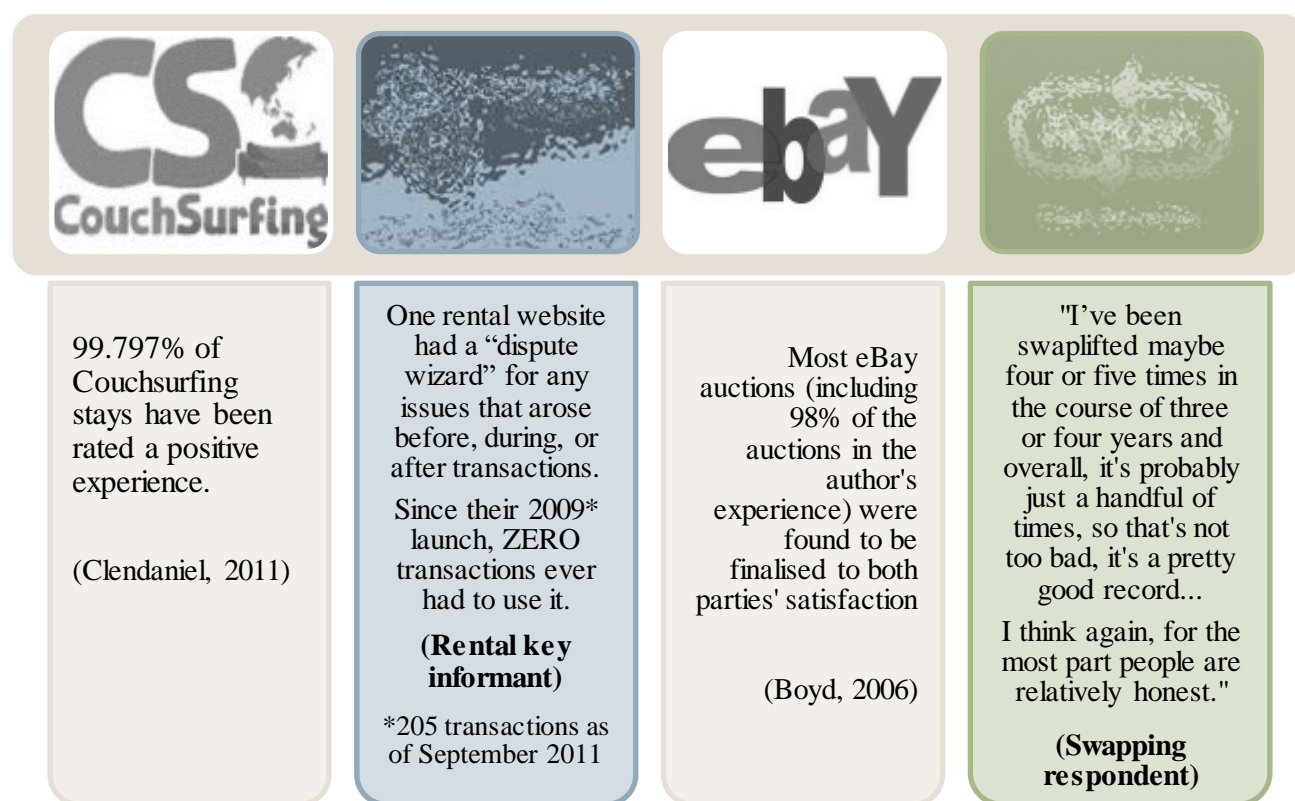 CS
CouchSurfing
ebay
99.797% of
Couchsurfing
stays have been
rated a positive
experience.
(Clendaniel, 2011)
One rental website
had a “dispute
wizard” for any
issues that arose
before, during, or
after transactions.
Since their 2009*
launch, ZERO
transactions ever
had to use it.
(Rental key
informant)
*205 transactions as
of September 2011
Most eBay
auctions (including
98% of the
auctions in the
author's
experience) were
found to be
finalised to both
parties' satisfaction
(Boyd, 2006)
"I’ve been
swaplifted maybe
four or five times in
the course of three
or four years and
overall, it's probably
just a handful of
times, so that's not
too bad, it's a pretty
good record...
I think again, for the
most part people are
relatively honest."
(Swapping
respondent)